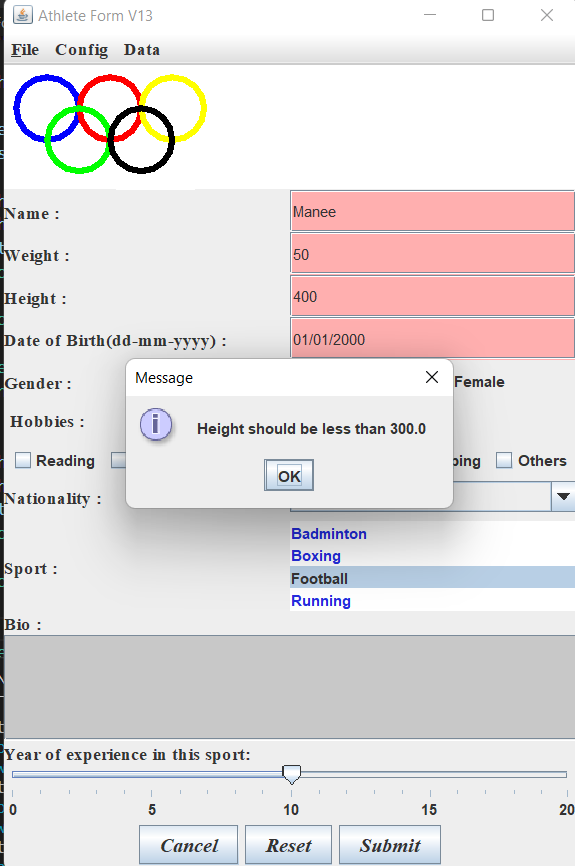 Athlete Form V13
File Config Data
Name : Manee
Weight : 50
Height : 400
Date of Birth(dd-mm-yyyy) : 01/01/2000
Message
Gender : Female
Height should be less than 300.0
Hobbies :
Reading Others
OK
Nationality :
Badminton
Boxing
Sport : Football
Running
Bio :
Year of experience in this sport:
0 5 10 15 20
Cancel Reset Submit